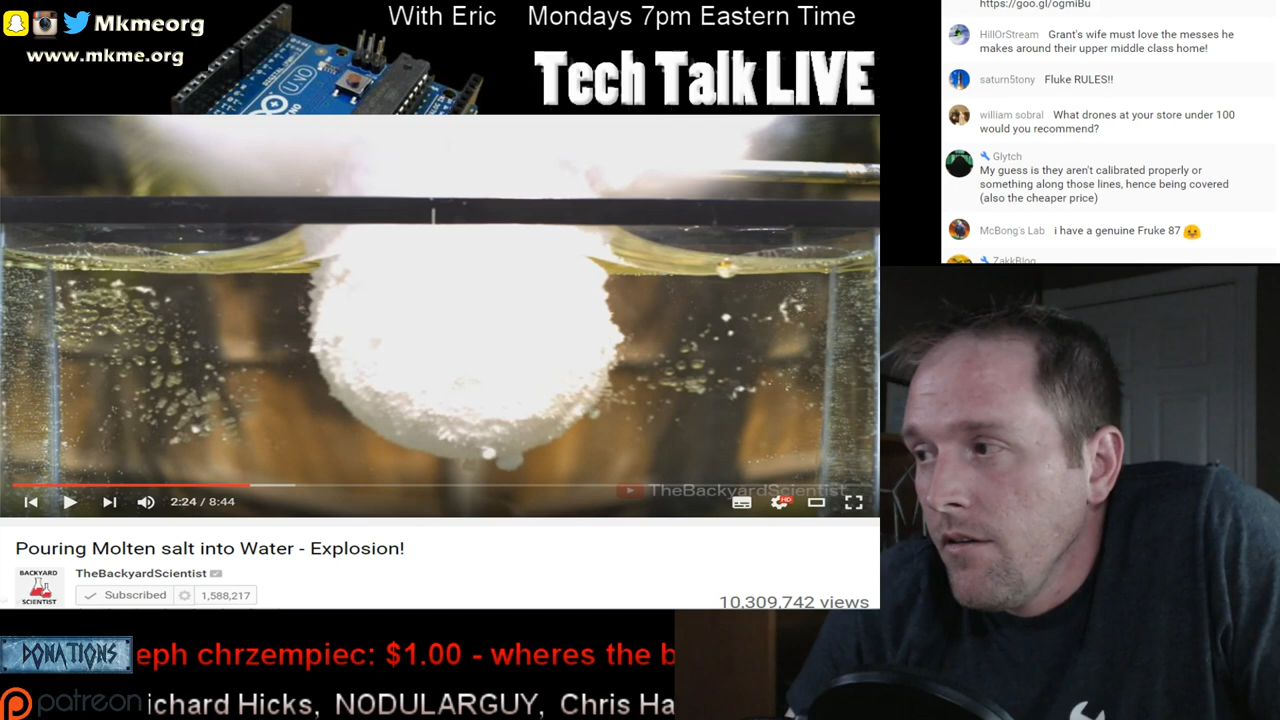 Mkmeorg
www.mkme.org
With Eric Mondays 7pm Eastern Time
Tech Talk LIVE
UNO
https://goo.gl/ogmiBu
HillOrStream Grant's wife must love the messes he
makes around their upper middle class home!
saturn5tony Fluke RULES!!
william sobral What drones at your store under 100
would you recommend?
Glytch
My guess is they aren't calibrated properly or
something along those lines, hence being covered
(also the cheaper price)
McBong's Lab i have a genuine Fruke 87
ZakkBlog
TheBackyardScientist
2:24 / 8:44
HD
Pouring Molten salt into Water - Explosion!
BACKYARD
SCIENTIST
TheBackyardScientist
Subscribed 1,588,217
10,309,742 views
DONATIONS
eph chrzempiec: $1.00 - wheres the b
patreon
ichard Hicks, NODULARGUY, Chris Ha